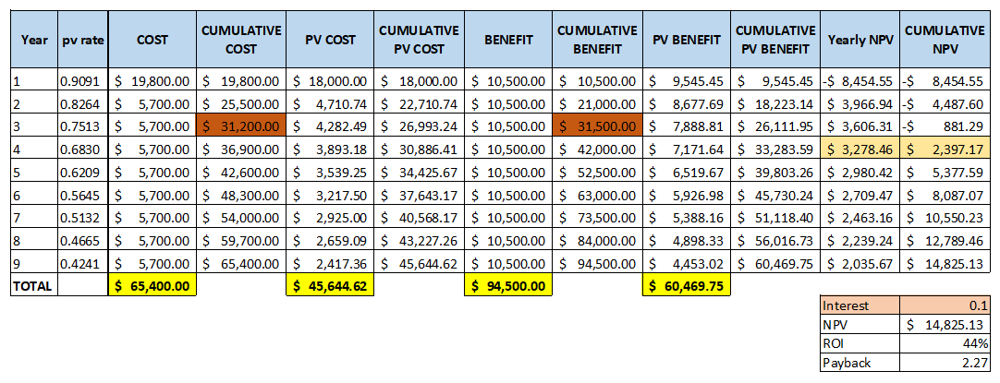 Year pv rate COST CUMULATIVE COST PV COST CUMULATIVE PV COST BENEFIT CUMULATIVE BENEFIT PV BENEFIT CUMULATIVE PV BENEFIT Yearly NPV CUMULATIVE NPV
1 0.9091 $ 19,800.00 $ 19,800.00 $ 18,000.00 $ 18,000.00 $ 10,500.00 $ 10,500.00 $ 9,545.45 $ 9,545.45 -$ 8,454.55 -$ 8,454.55
2 0.8264 $ 5,700.00 $ 25,500.00 $ 4,710.74 $ 22,710.74 $ 10,500.00 $ 21,000.00 $ 8,677.69 $ 18,223.14 $ 3,966.94 -$ 4,487.60
3 0.7513 $ 5,700.00 $ 31,200.00 $ 4,282.49 $ 26,993.24 $ 10,500.00 $ 31,500.00 $ 7,888.81 $ 26,111.95 $ 3,606.31 -$ 881.29
4 0.6830 $ 5,700.00 $ 36,900.00 $ 3,893.18 $ 30,886.41 $ 10,500.00 $ 42,000.00 $ 7,171.64 $ 33,283.59 $ 3,278.46 $ 2,397.17
5 0.6209 $ 5,700.00 $ 42,600.00 $ 3,539.25 $ 34,425.67 $ 10,500.00 $ 52,500.00 $ 6,519.67 $ 39,803.26 $ 2,980.42 $ 5,377.59
6 0.5645 $ 5,700.00 $ 48,300.00 $ 3,217.50 $ 37,643.17 $ 10,500.00 $ 63,000.00 $ 5,926.98 $ 45,730.24 $ 2,709.47 $ 8,087.07
7 0.5132 $ 5,700.00 $ 54,000.00 $ 2,925.00 $ 40,568.17 $ 10,500.00 $ 73,500.00 $ 5,388.16 $ 51,118.40 $ 2,463.16 $ 10,550.23
8 0.4665 $ 5,700.00 $ 59,700.00 $ 2,659.09 $ 43,227.26 $ 10,500.00 $ 84,000.00 $ 4,898.33 $ 56,016.73 $ 2,239.24 $ 12,789.46
9 0.4241 $ 5,700.00 $ 65,400.00 $ 2,417.36 $ 45,644.62 $ 10,500.00 $ 94,500.00 $ 4,453.02 $ 60,469.75 $ 2,035.67 $ 14,825.13
TOTAL $ 65,400.00 $ 45,644.62 $ 94,500.00 $ 60,469.75
Interest 0.1
NPV $ 14,825.13
ROI 44%
Payback 2.27